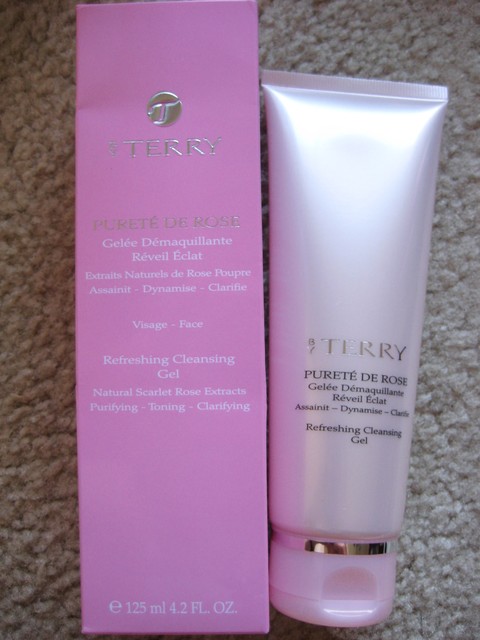 BY TERRY
PURETÉ DE ROSE
Gelée Démaquillante
Réveil Éclat
Extraits Naturels de Rose Poupre
Assainit - Dynamise - Clarifie
Visage - Face
Refreshing Cleansing
Gel
Natural Scarlet Rose Extracts
Purifying - Toning - Clarifying
℮ 125 ml 4.2 FL. OZ.
BY TERRY
PURETÉ DE ROSE
Gelée Démaquillante
Réveil Éclat
Assainit – Dynamise – Clarifie
Refreshing Cleansing
Gel